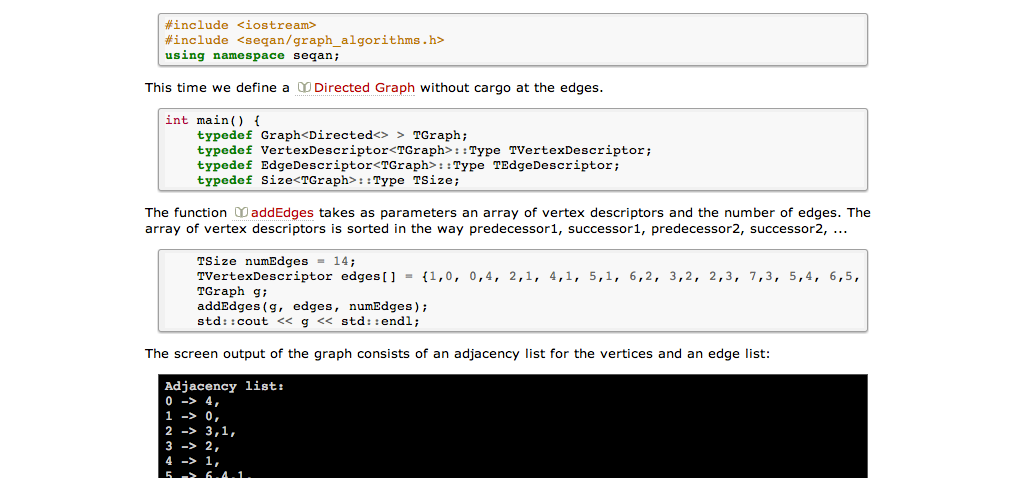 #include <iostream>
#include <seqan/graph_algorithms.h>
using namespace seqan;
This time we define a Directed Graph without cargo at the edges.
int main() {
typedef Graph<Directed<> > TGraph;
typedef VertexDescriptor<TGraph>::Type TVertexDescriptor;
typedef EdgeDescriptor<TGraph>::Type TEdgeDescriptor;
typedef Size<TGraph>::Type TSize;
The function addEdges takes as parameters an array of vertex descriptors and the number of edges. The
array of vertex descriptors is sorted in the way predecessor1, successor1, predecessor2, successor2, ...
TSize numEdges = 14;
TVertexDescriptor edges[] = {1,0, 0,4, 2,1, 4,1, 5,1, 6,2, 3,2, 2,3, 7,3, 5,4, 6,5,
TGraph g;
addEdges(g, edges, numEdges);
std::cout << g << std::endl;
The screen output of the graph consists of an adjacency list for the vertices and an edge list:
Adjacency list:
0 -> 4,
1 -> 0,
2 -> 3,1,
3 -> 2,
4 -> 1,
5 -> 6,4,1,